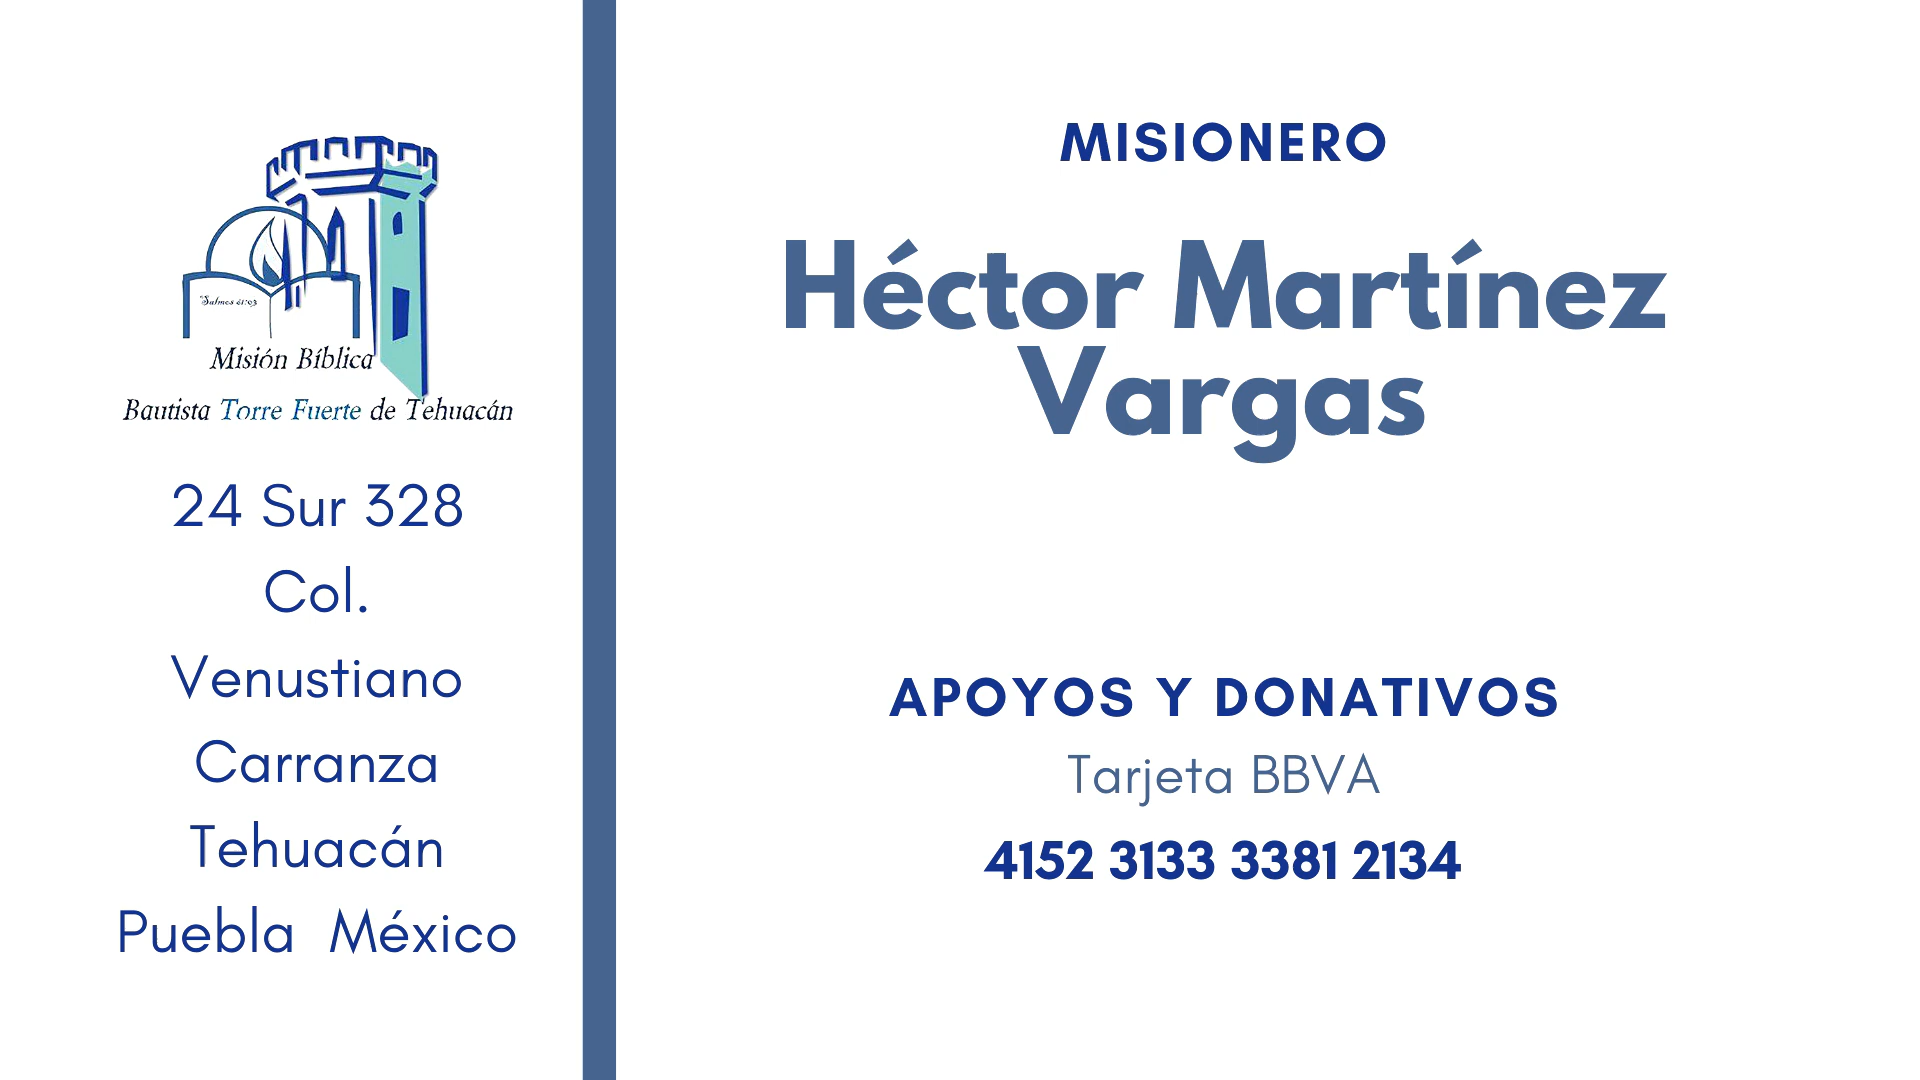 "Salmos 61:03
Misión Bíblica
Bautista Torre Fuerte de Tehuacán
24 Sur 328
Col.
Venustiano
Carranza
Tehuacán
Puebla  México
MISIONERO
Héctor Martínez
Vargas
APOYOS Y DONATIVOS
Tarjeta BBVA
4152 3133 3381 2134